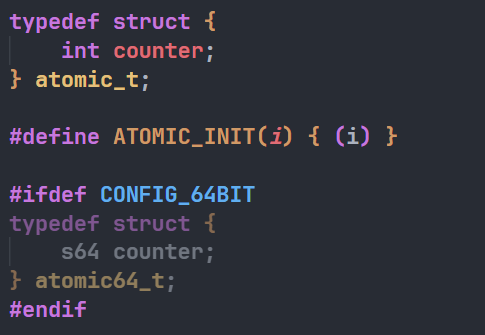 typedef struct {
    int counter;
} atomic_t;

#define ATOMIC_INIT(i) { (i) }

#ifdef CONFIG_64BIT
typedef struct {
    s64 counter;
} atomic64_t;
#endif